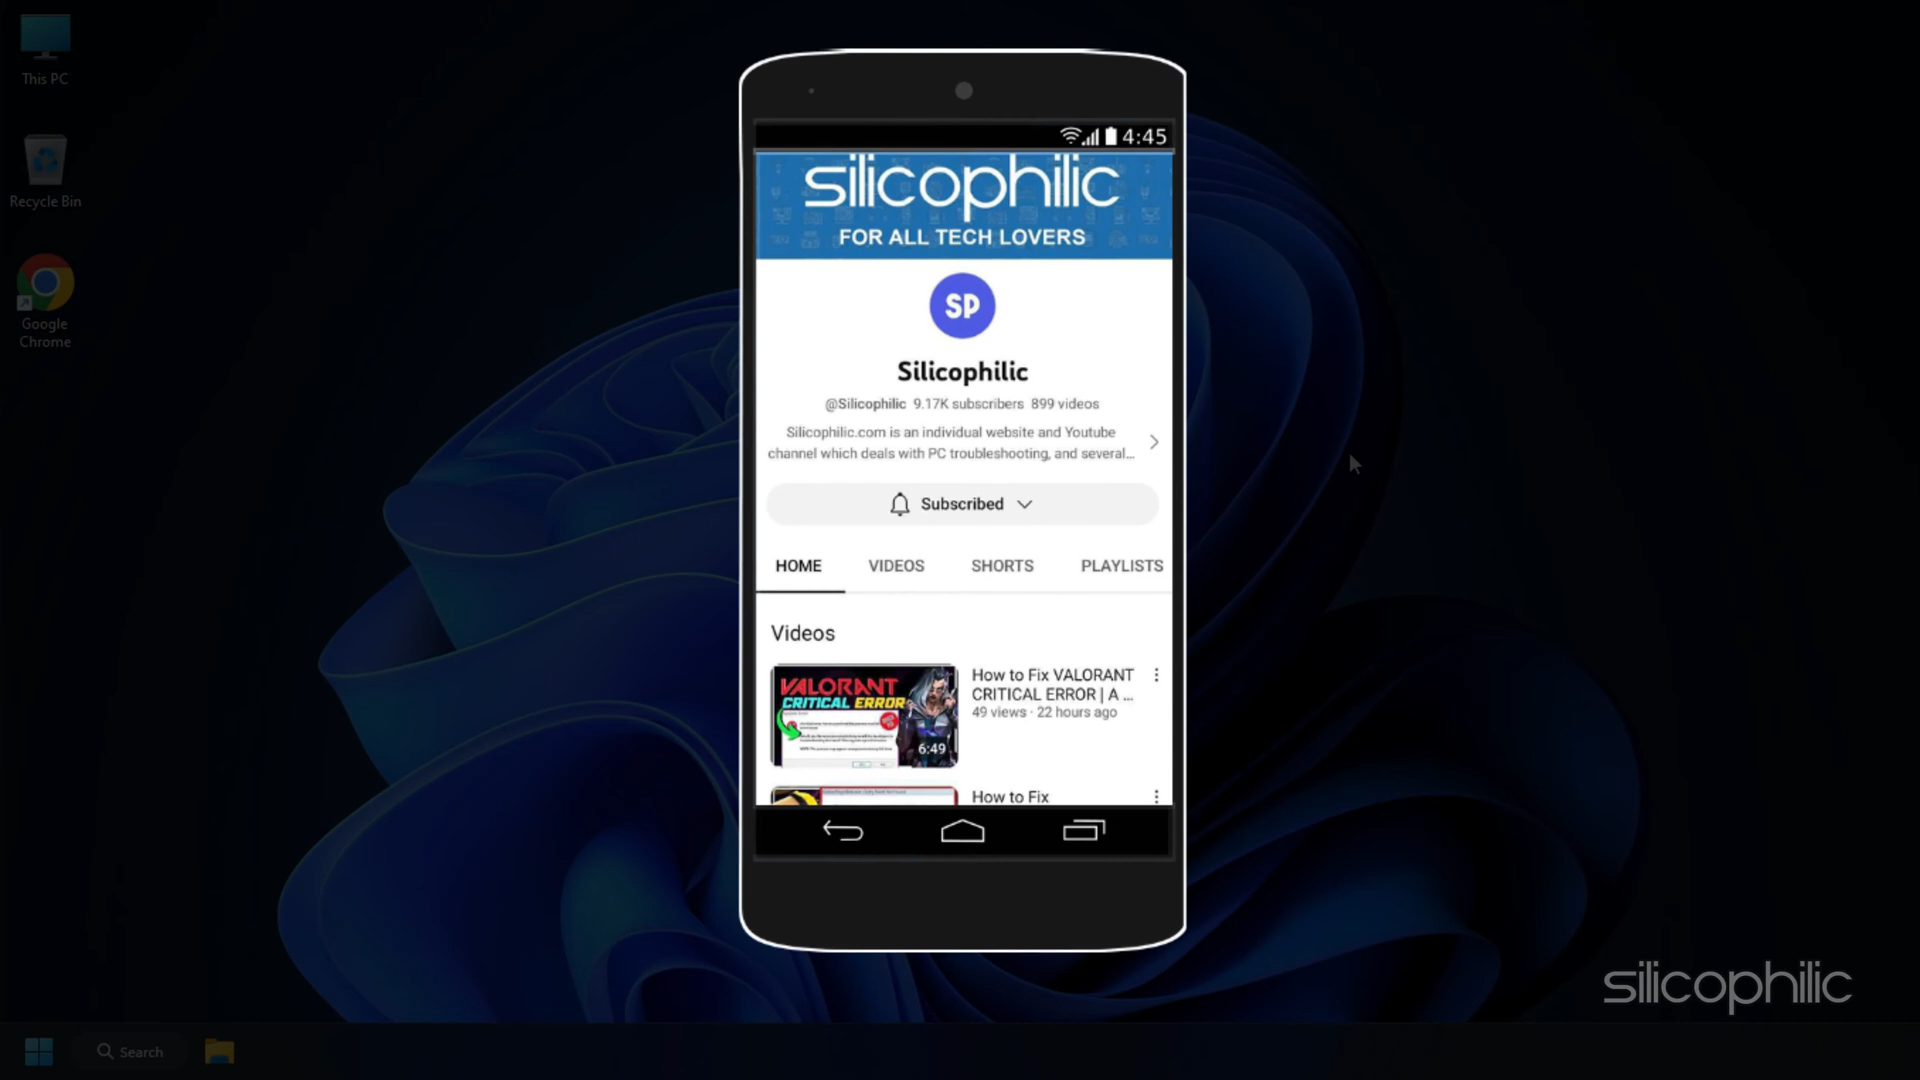 This PC
Recycle Bin
Google
Chrome
4:45
silicophilic
FOR ALL TECH LOVERS
SP
Silicophilic
@Silicophilic 9.17K subscribers 899 videos
Silicophilic.com is an individual website and Youtube
channel which deals with PC troubleshooting, and several...
Subscribed
HOME VIDEOS SHORTS PLAYLISTS
Videos
VALORANT
CRITICAL ERROR
6:49
How to Fix VALORANT
CRITICAL ERROR | A ...
49 views · 22 hours ago
How to Fix
silicophilic
Search